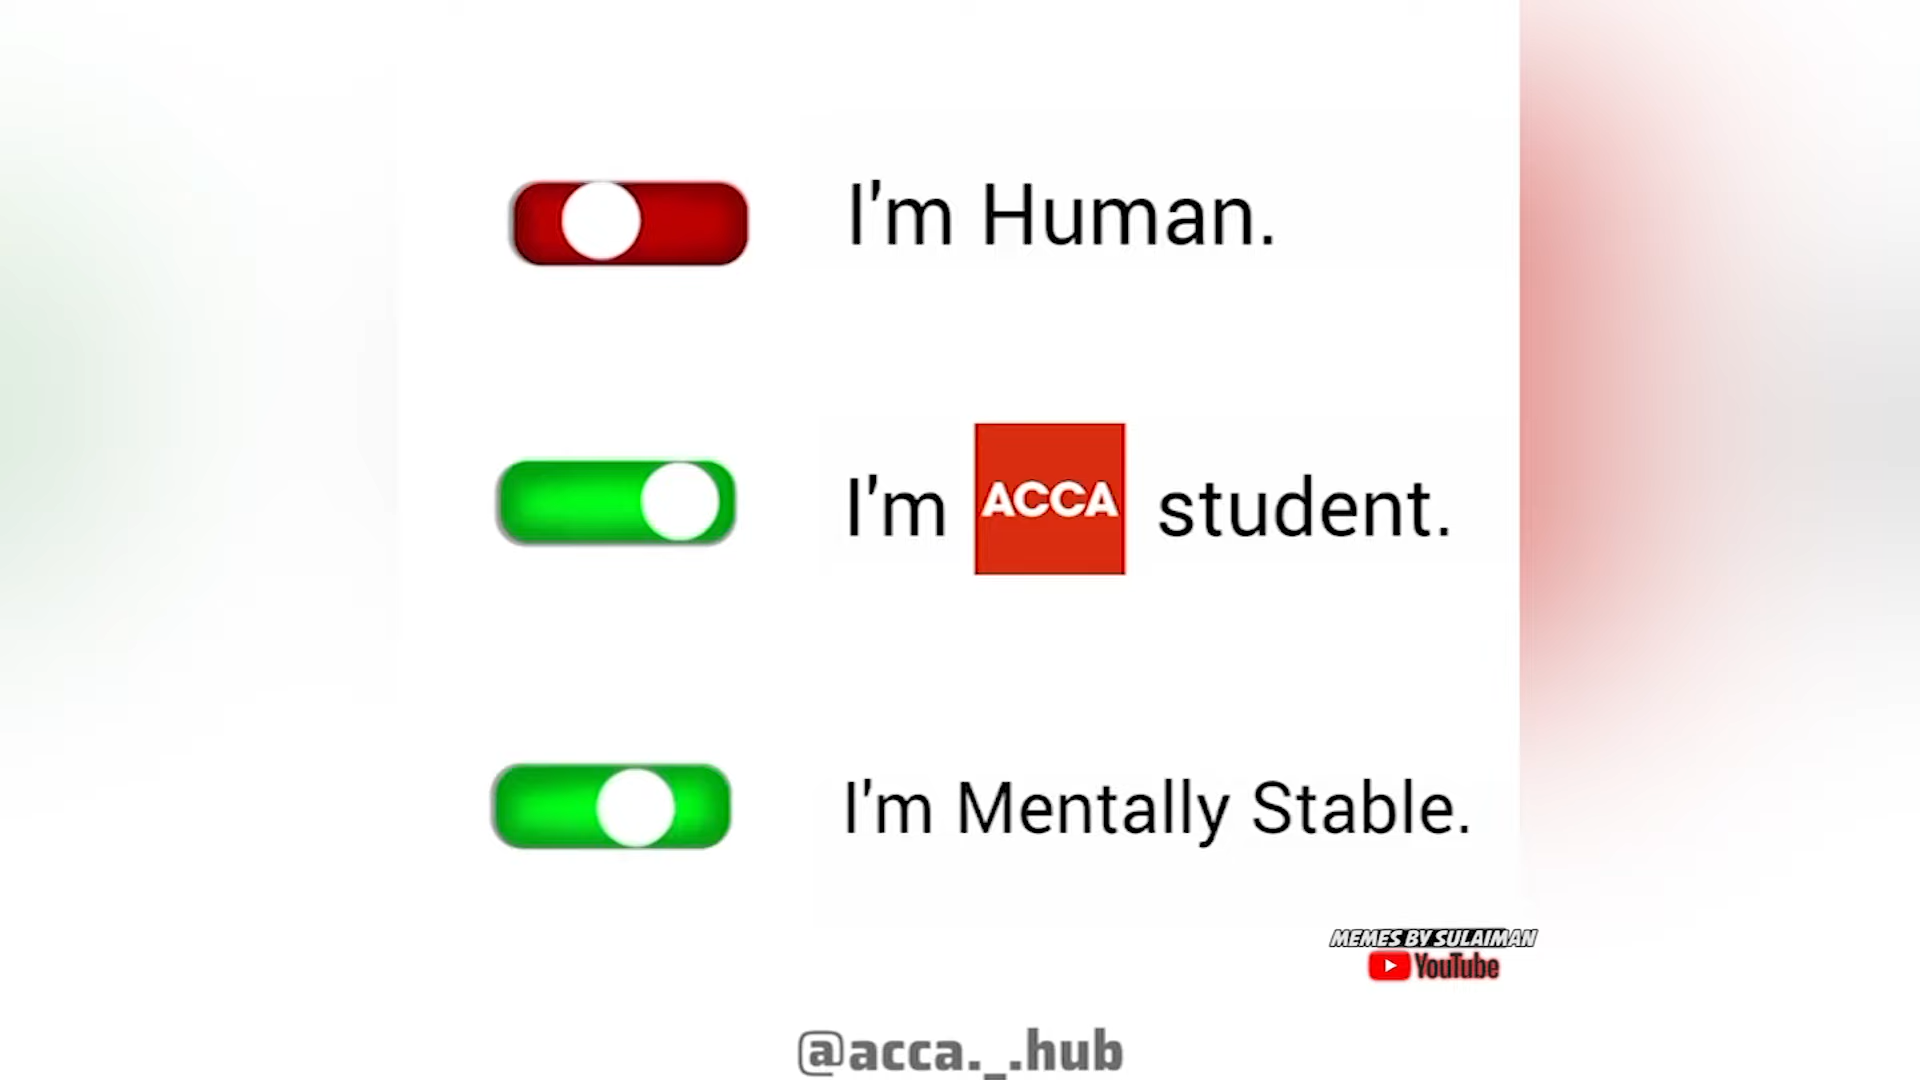 I'm Human.
I'm ACCA student.
I'm Mentally Stable.
MEMES BY SULAIMAN
YouTube
@acca._.hub